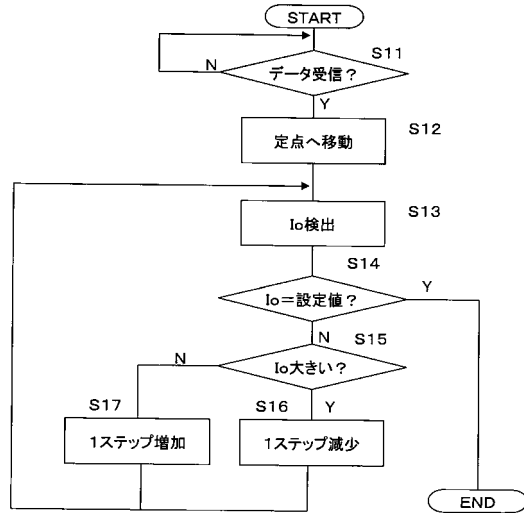 START
S11
N
データ受信?
Y
S12
定点へ移動
S13
Io検出
S14
Io=設定値?
Y
N
S15
N
Io大きい?
S17
S16
Y
1ステップ増加
1ステップ減少
END